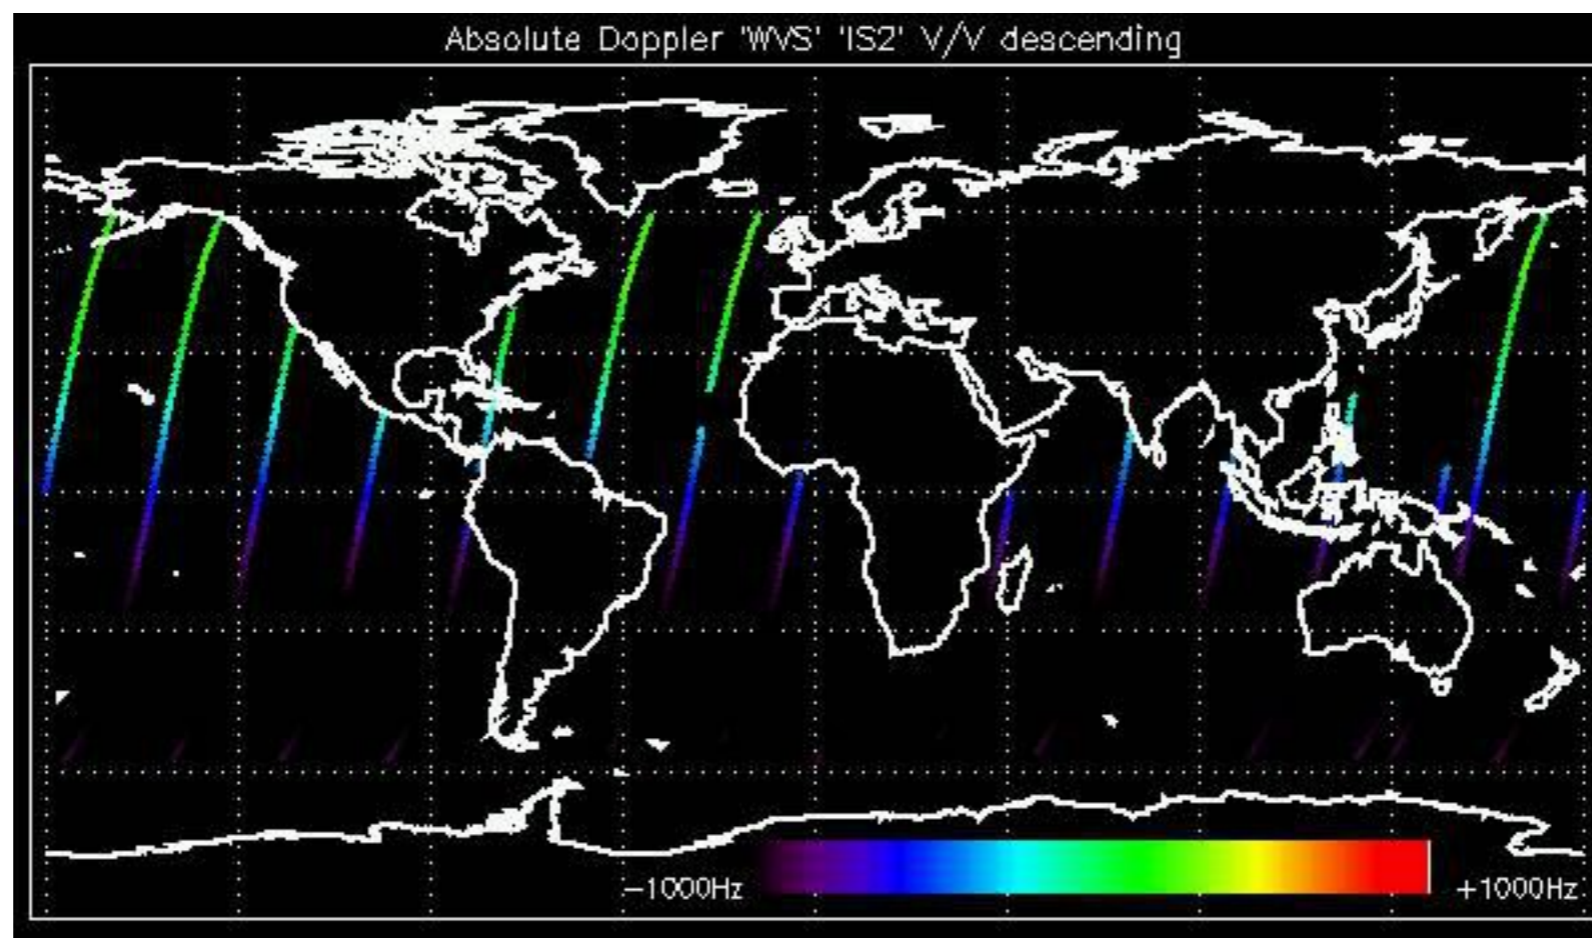 Absolute Doppler 'WVS' 'IS2' V/V descending
−1000Hz
+1000Hz